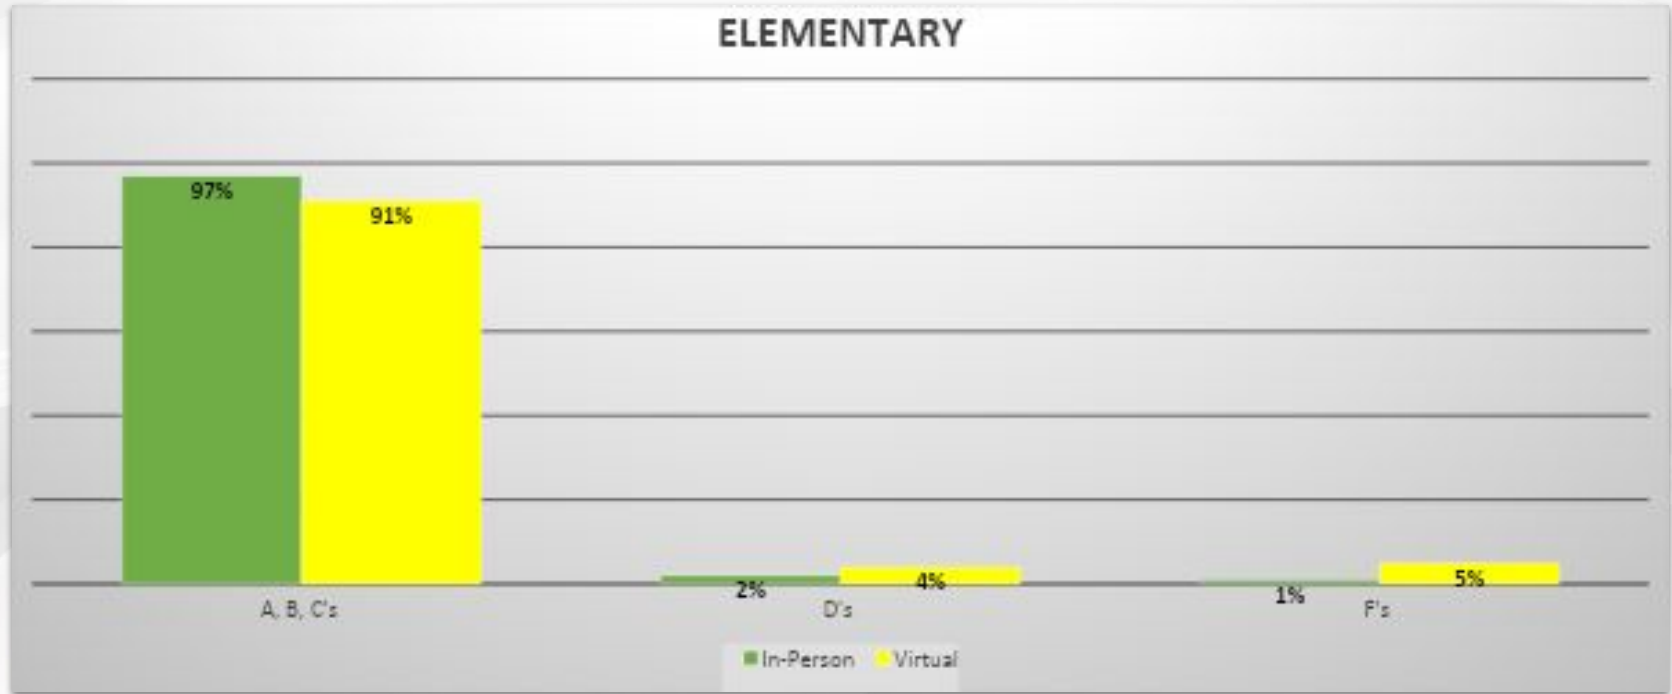 ELEMENTARY
97%
91%
2%
4%
1%
5%
A, B, C's
D's
F's
In-Person
Virtual